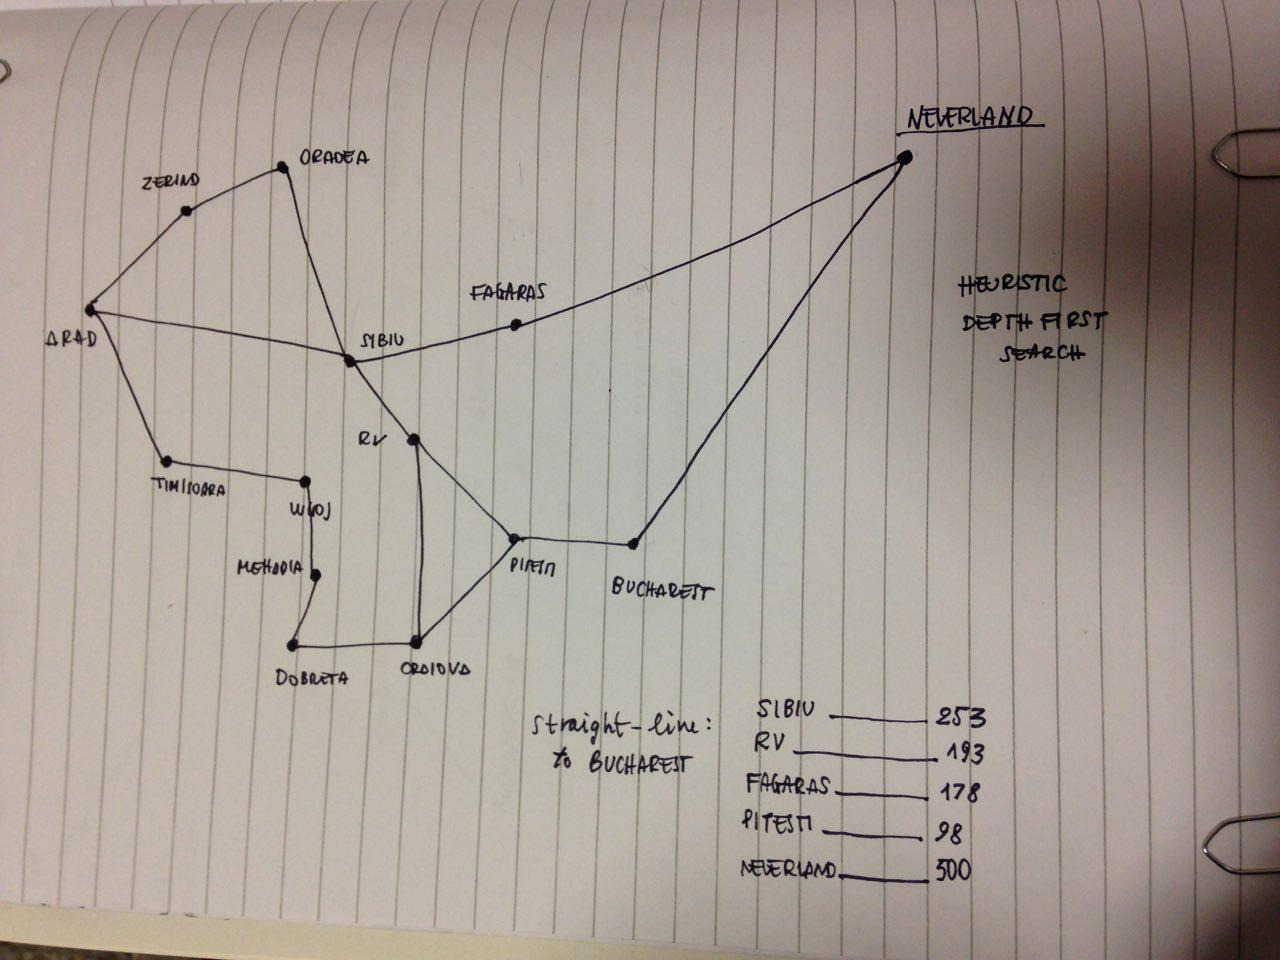 NEVERLAND
ORADEA
ZERIND
HEURISTIC
DEPTH FIRST
SEARCH
FAGARAS
ARAD
SIBIU
RV
TIMISOARA
MEHADIA
PITESTI
BUCHAREST
DOBRETA
CRAIOVA
straight-line:
to BUCHAREST
SIBIU 253
RV 193
FAGARAS 178
PITESTI 98
NEVERLAND 500